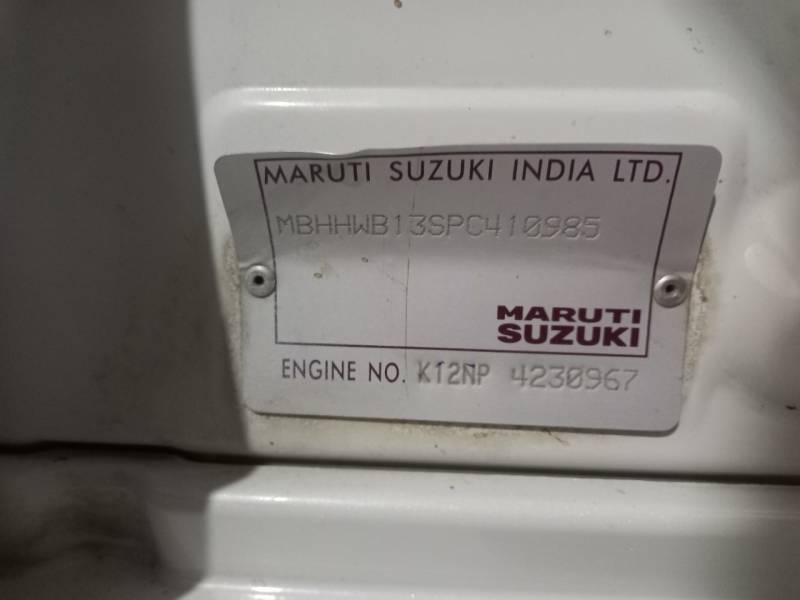 MARUTI SUZUKI INDIA LTD.
MBHHWB13SPC410985
MARUTI
SUZUKI
ENGINE NO. K12NP 4230967